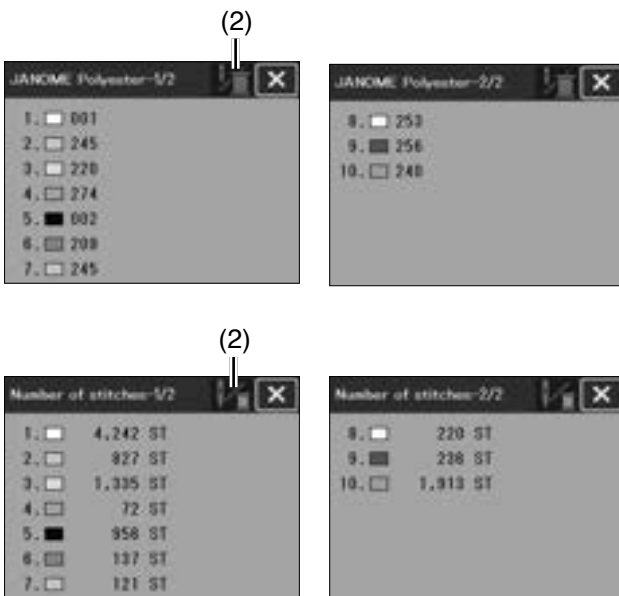 (2)
JANOME Polyester-1/2
1. 001
2. 245
3. 220
4. 274
5. 002
6. 209
7. 245
JANOME Polyester-2/2
8. 253
9. 256
10. 240
(2)
Number of stitches-1/2
1. 4,242 ST
2. 827 ST
3. 1,335 ST
4. 72 ST
5. 958 ST
6. 137 ST
7. 121 ST
Number of stitches-2/2
8. 220 ST
9. 238 ST
10. 1,913 ST